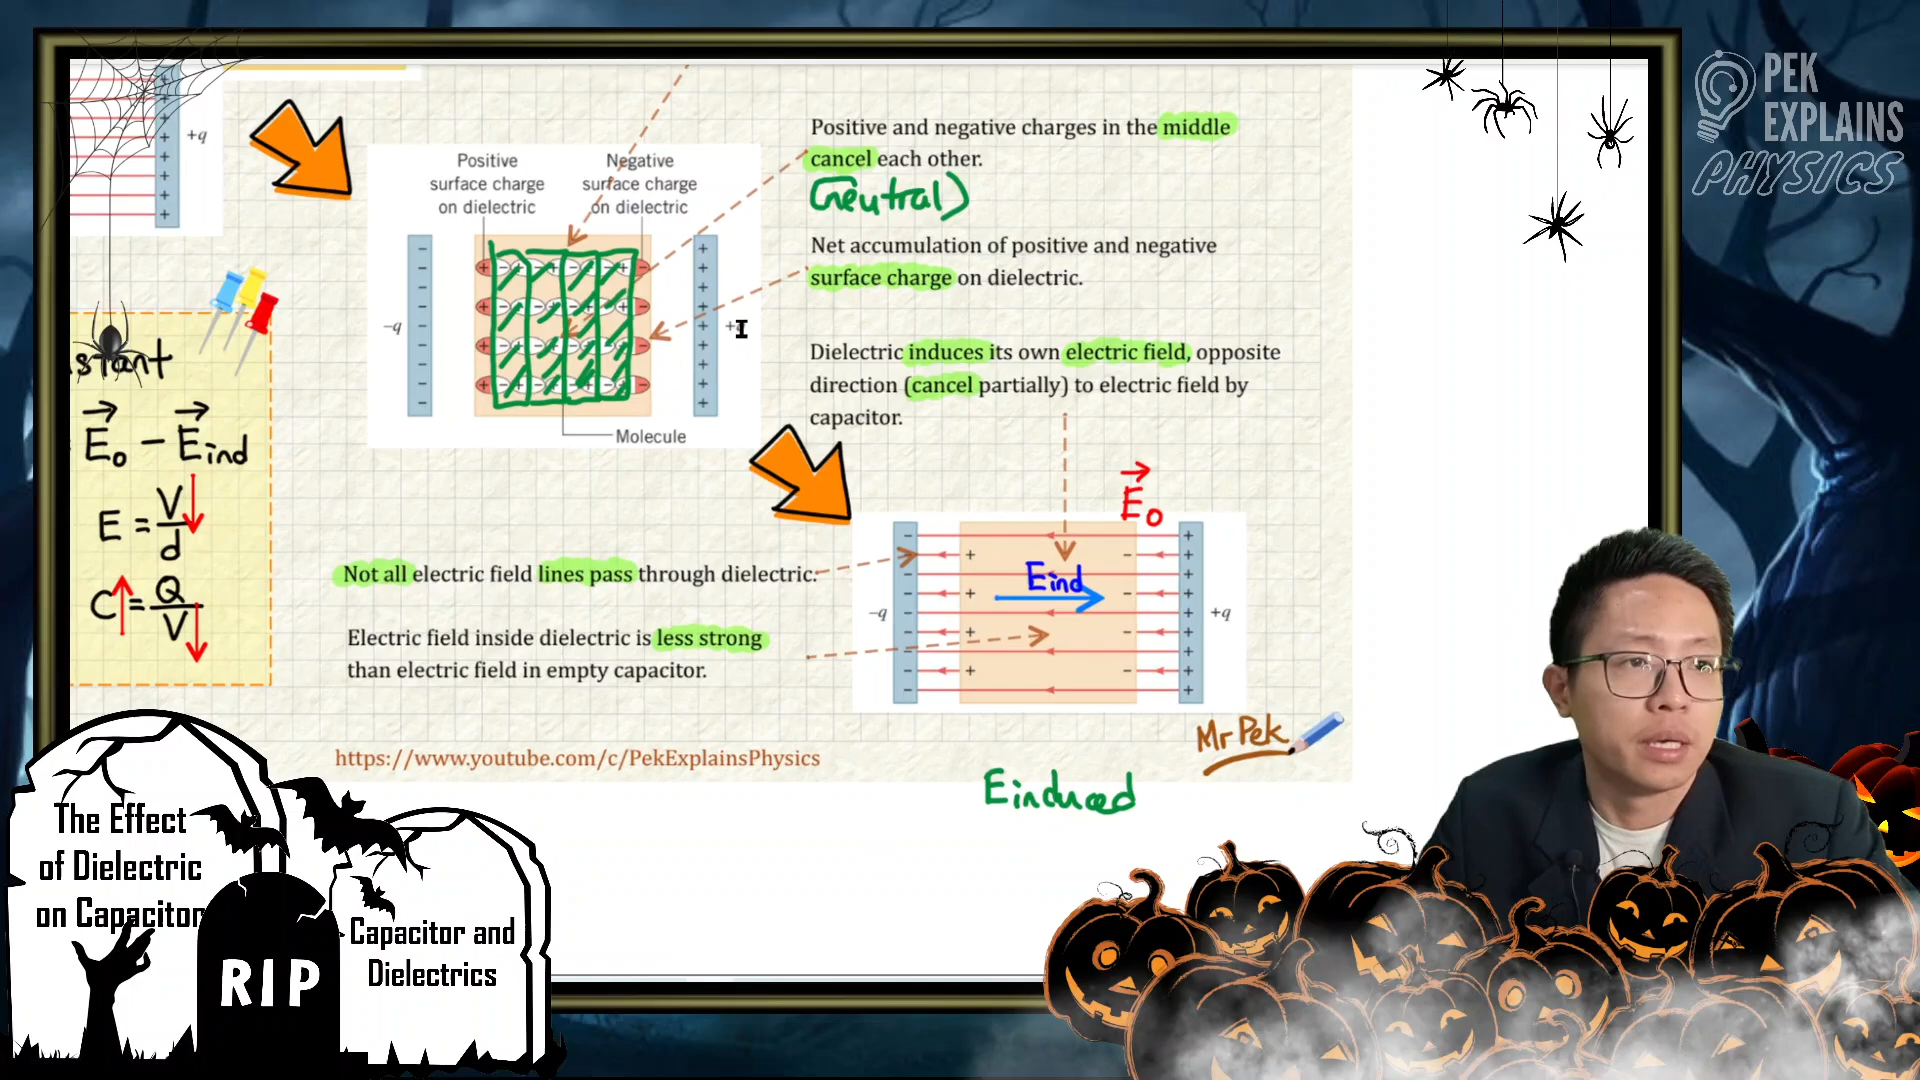 PEK
EXPLAINS
PHYSICS
+q
Positive
surface charge
on dielectric
Negative
surface charge
on dielectric
-q
Molecule
Positive and negative charges in the middle
cancel each other.
(neutral)
Net accumulation of positive and negative
surface charge on dielectric.
Dielectric induces its own electric field, opposite
direction (cancel partially) to electric field by
capacitor.
stant
E₀ - Eind
E = V/d
C = Q/V
Not all electric field lines pass through dielectric.
Electric field inside dielectric is less strong
than electric field in empty capacitor.
E₀
Eind
-q
+q
Mr Pek
https://www.youtube.com/c/PekExplainsPhysics
Einduced
The Effect
of Dielectric
on Capacitor
RIP
Capacitor and
Dielectrics